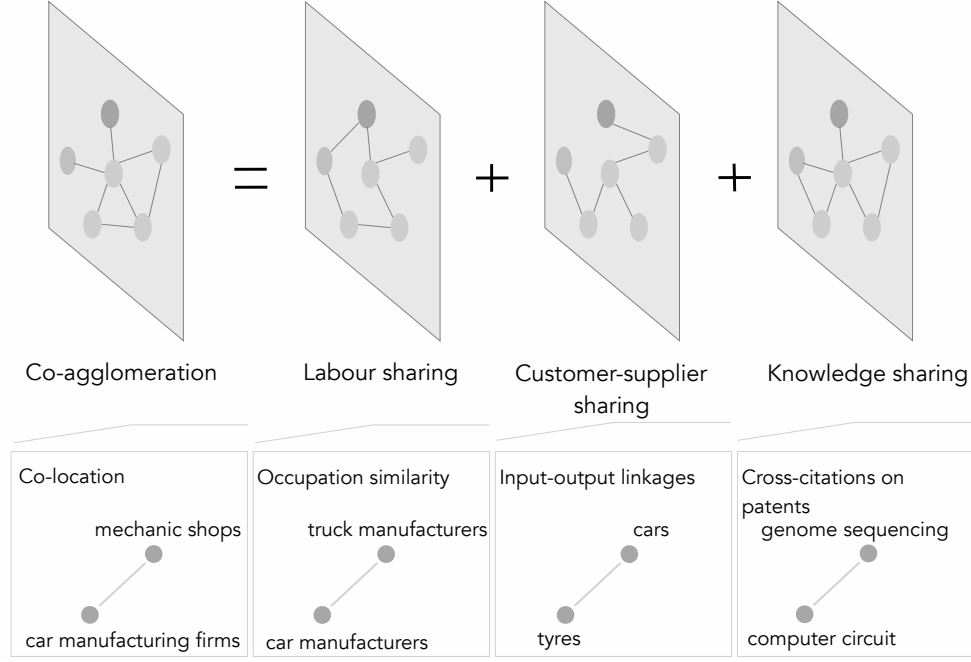 =
+
+
Co-agglomeration
Labour sharing
Customer-supplier
sharing
Knowledge sharing
Co-location
mechanic shops
car manufacturing firms
Occupation similarity
truck manufacturers
car manufacturers
Input-output linkages
cars
tyres
Cross-citations on
patents
genome sequencing
computer circuit